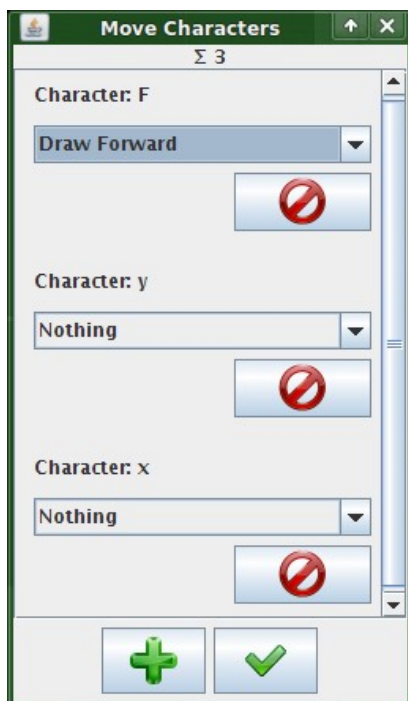 Move Characters
Σ 3
Character: F
Draw Forward
Character: y
Nothing
Character: x
Nothing